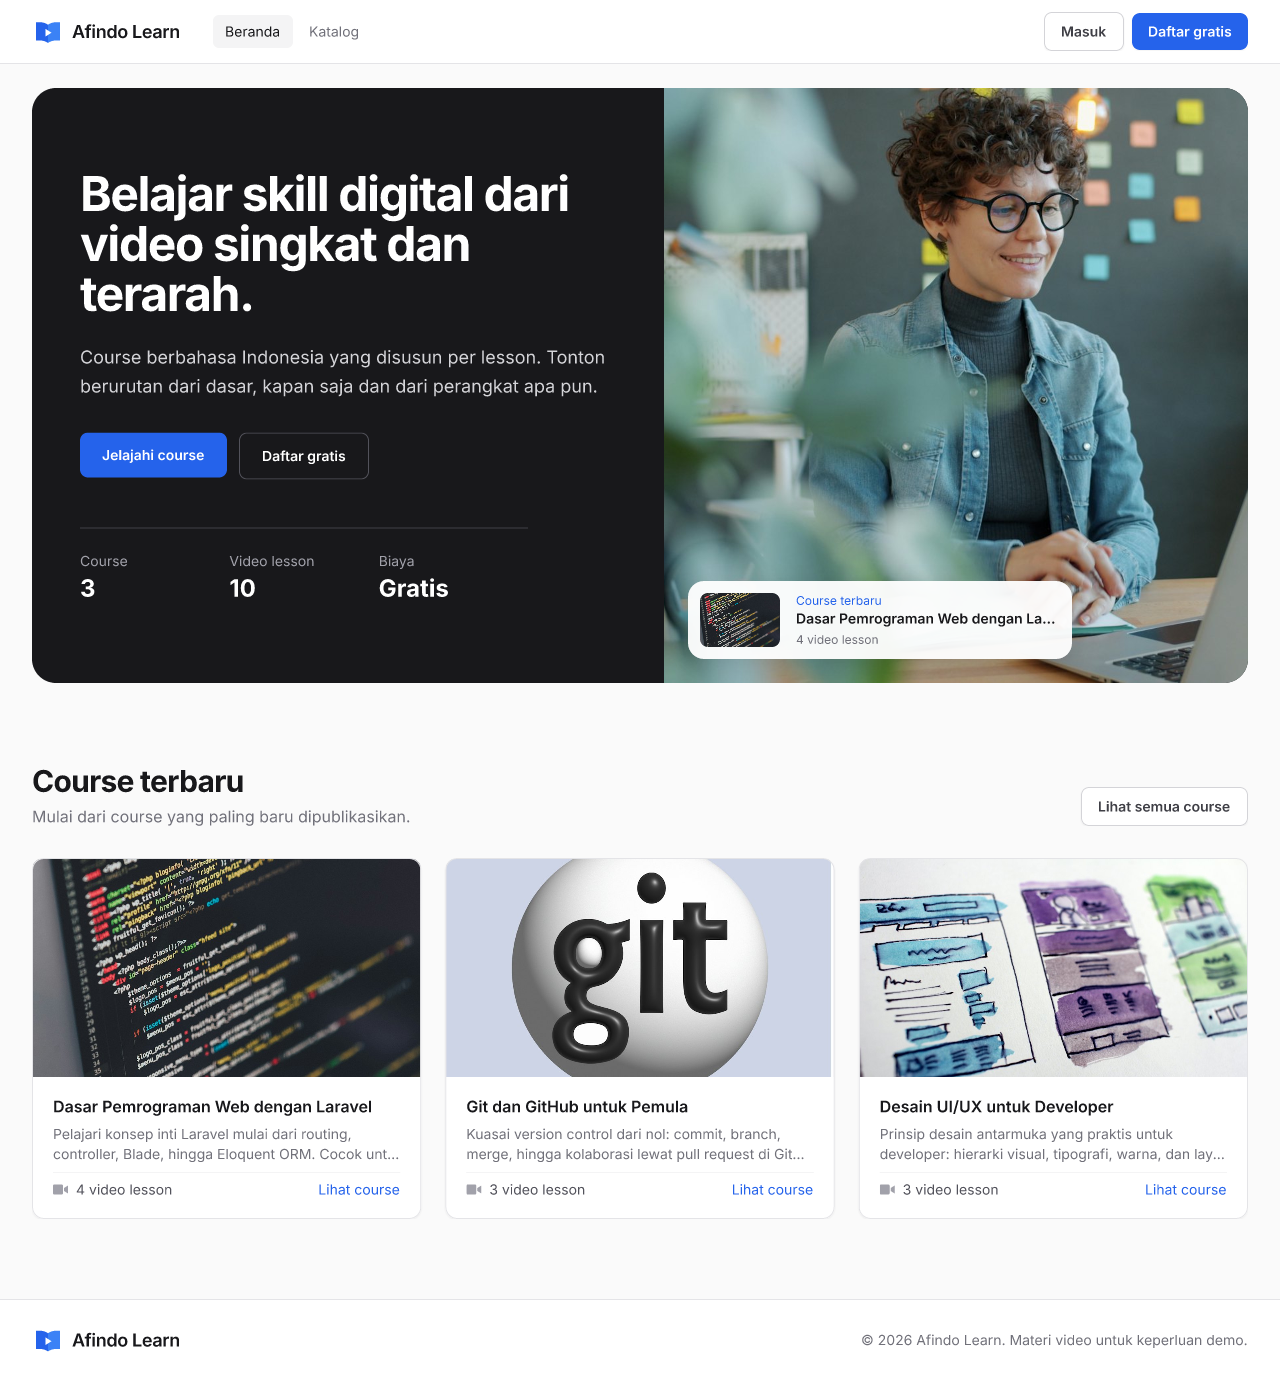 Afindo Learn
Beranda
Katalog
Masuk
Daftar gratis
Belajar skill digital dari
video singkat dan
terarah.
Course berbahasa Indonesia yang disusun per lesson. Tonton
berurutan dari dasar, kapan saja dan dari perangkat apa pun.
Jelajahi course
Daftar gratis
Course
3
Video lesson
10
Biaya
Gratis
Course terbaru
Dasar Pemrograman Web dengan La...
4 video lesson
Course terbaru
Mulai dari course yang paling baru dipublikasikan.
Lihat semua course
git
Dasar Pemrograman Web dengan Laravel
Pelajari konsep inti Laravel mulai dari routing,
controller, Blade, hingga Eloquent ORM. Cocok unt...
4 video lesson
Lihat course
Git dan GitHub untuk Pemula
Kuasai version control dari nol: commit, branch,
merge, hingga kolaborasi lewat pull request di Git...
3 video lesson
Lihat course
Desain UI/UX untuk Developer
Prinsip desain antarmuka yang praktis untuk
developer: hierarki visual, tipografi, warna, dan lay...
3 video lesson
Lihat course
Afindo Learn
© 2026 Afindo Learn. Materi video untuk keperluan demo.